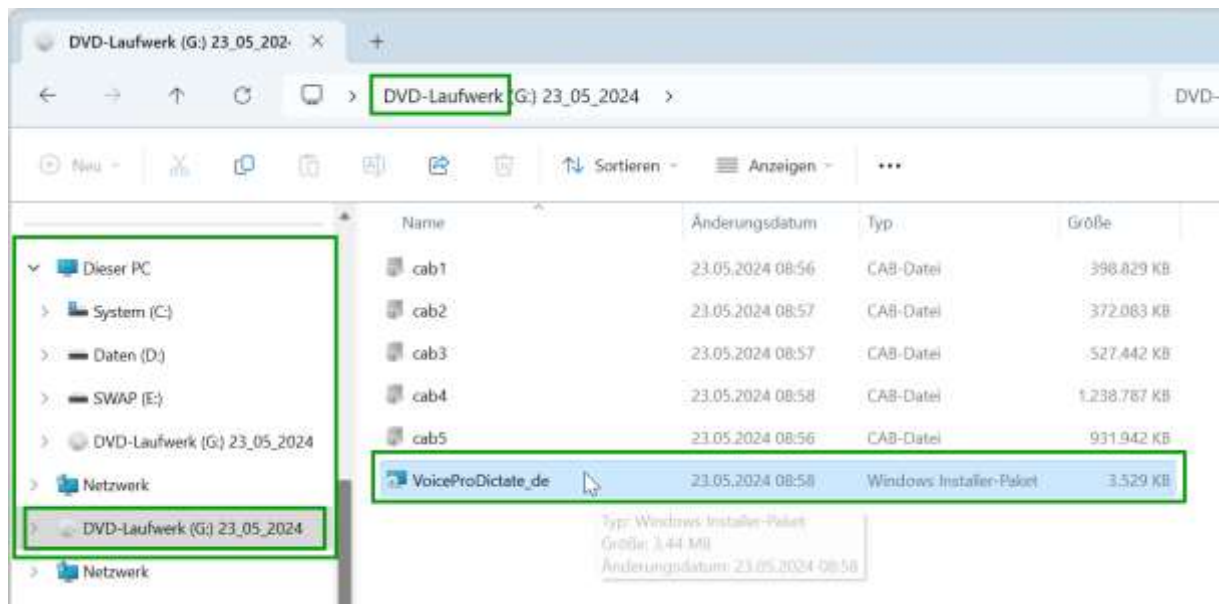 DVD-Laufwerk (G:) 23_05_202
DVD-Laufwerk (G:) 23_05_2024
DVD-
Neu
Sortieren
Anzeigen
Name Änderungsdatum Typ Größe
Dieser PC
System (C:)
Daten (D:)
SWAP (E:)
DVD-Laufwerk (G:) 23_05_2024
Netzwerk
DVD-Laufwerk (G:) 23_05_2024
Netzwerk
cab1 23.05.2024 08:56 CAB-Datei 398.829 KB
cab2 23.05.2024 08:57 CAB-Datei 372.083 KB
cab3 23.05.2024 08:57 CAB-Datei 527.442 KB
cab4 23.05.2024 08:58 CAB-Datei 1.238.787 KB
cab5 23.05.2024 08:56 CAB-Datei 931.942 KB
VoiceProDictate_de 23.05.2024 08:58 Windows Installer-Paket 3.529 KB
Typ: Windows Installer-Paket
Größe: 3,44 MB
Änderungsdatum: 23.05.2024 08:58